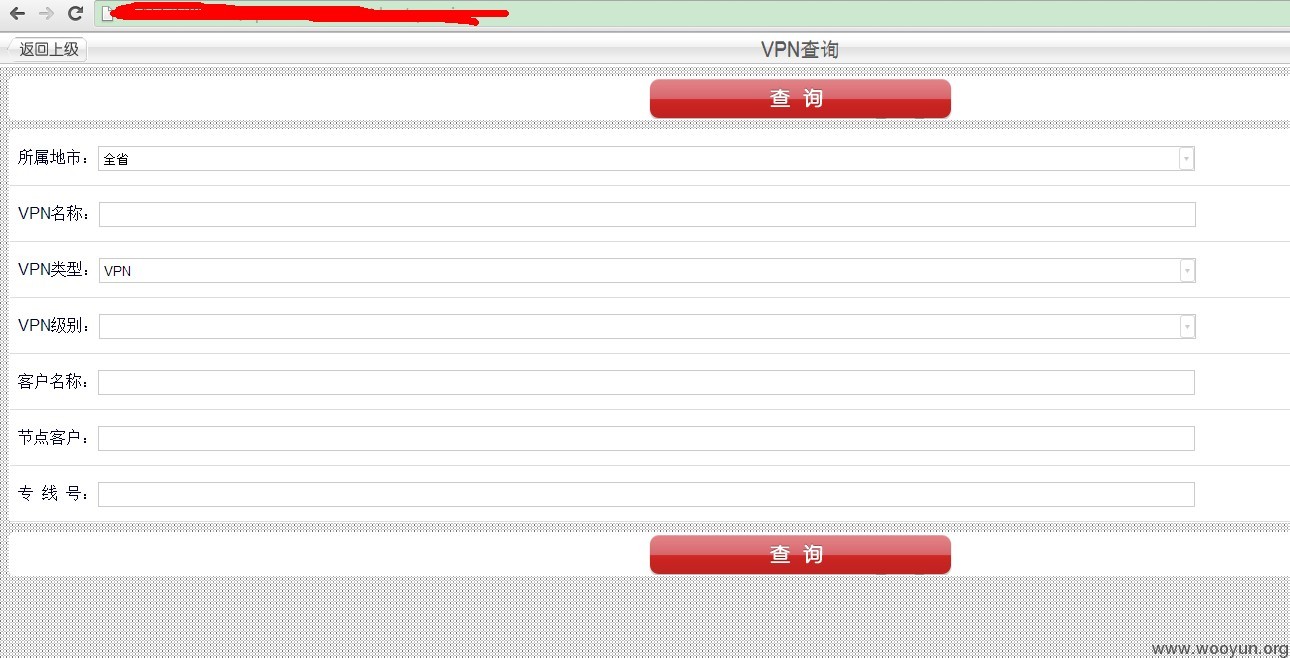 返回上级
VPN查询
查 询
所属地市： 全省
VPN名称：
VPN类型： VPN
VPN级别：
客户名称：
节点客户：
专 线 号：
查 询
www.wooyun.org